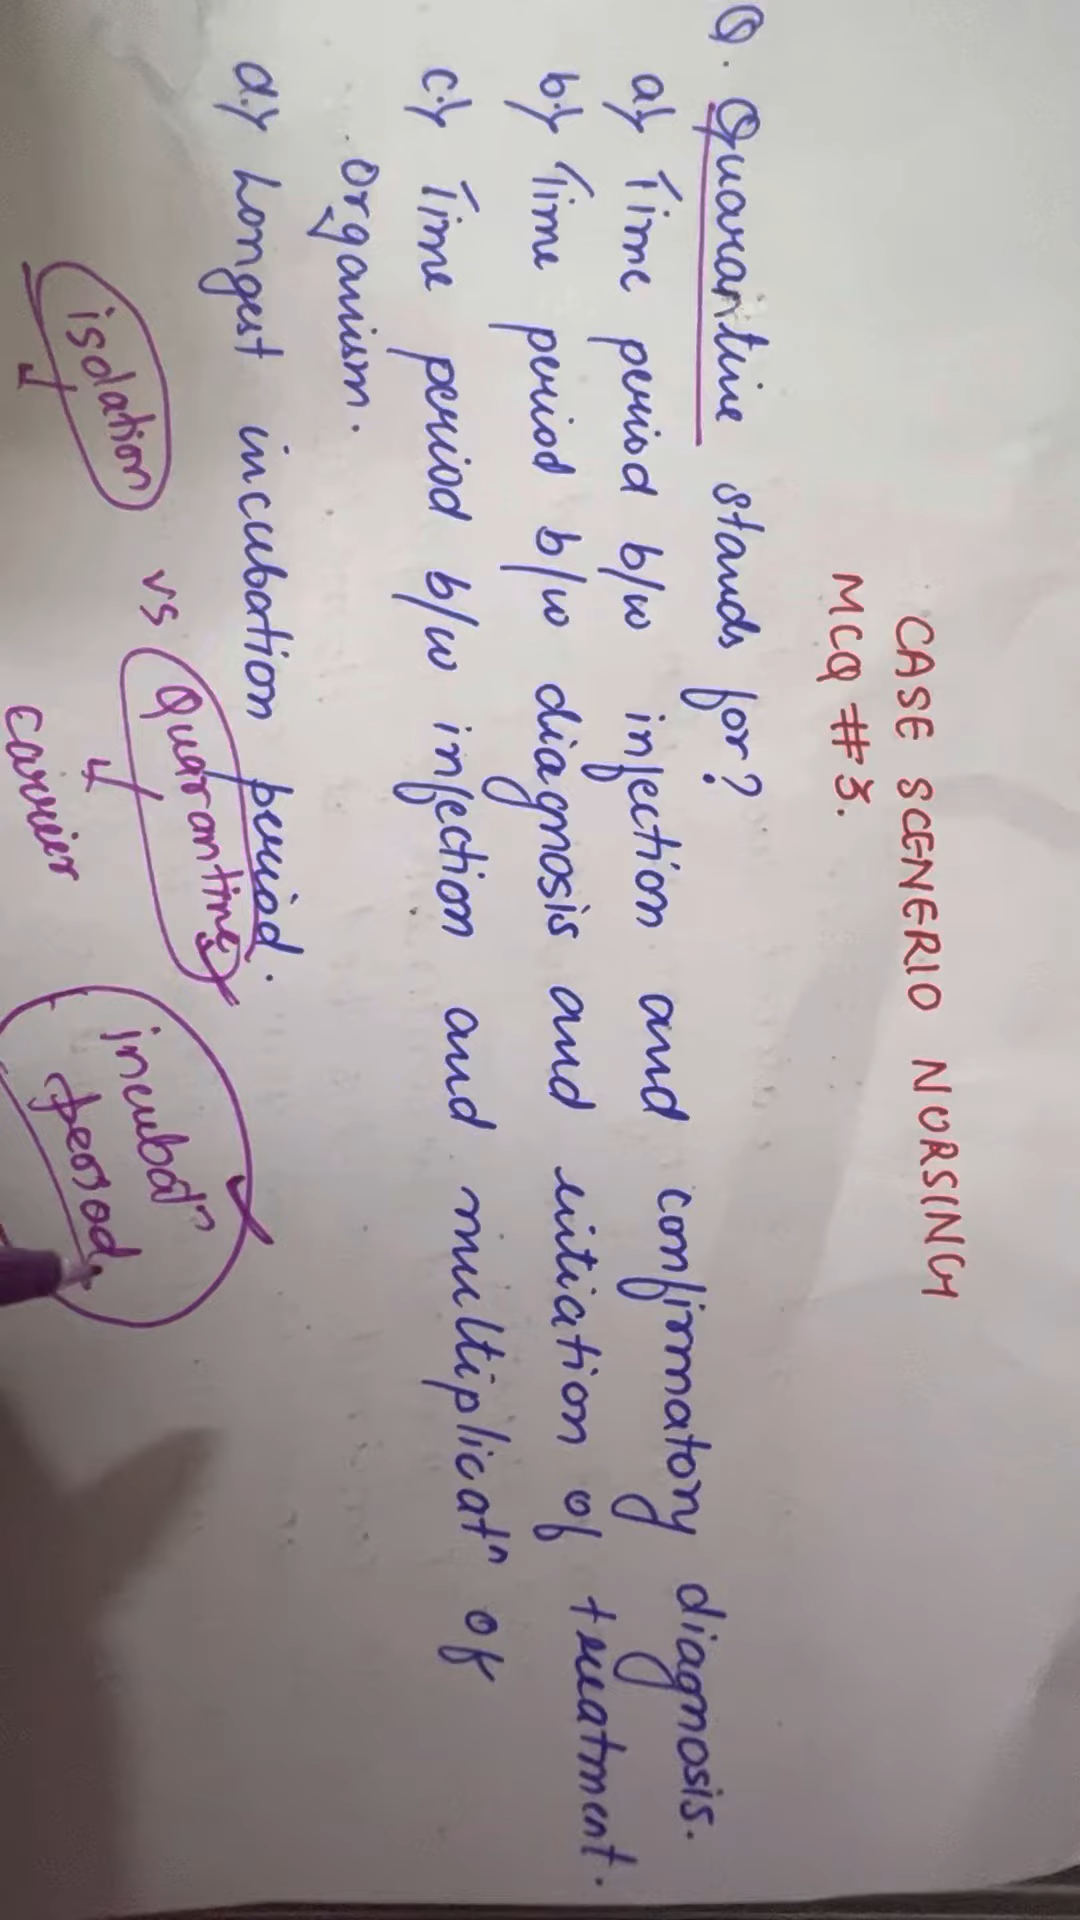 CASE SCENERIO NURSING
MCQ #3.
Q. Quarantine stands for?
a.) Time period b/w infection and confirmatory diagnosis.
b.) Time period b/w diagnosis and initiation of treatment.
c.) Time period b/w infection and multiplicatⁿ of
organism.
d.) Longest incubation period.
isolation vs Quarantine
carrier
incubatⁿ
period.